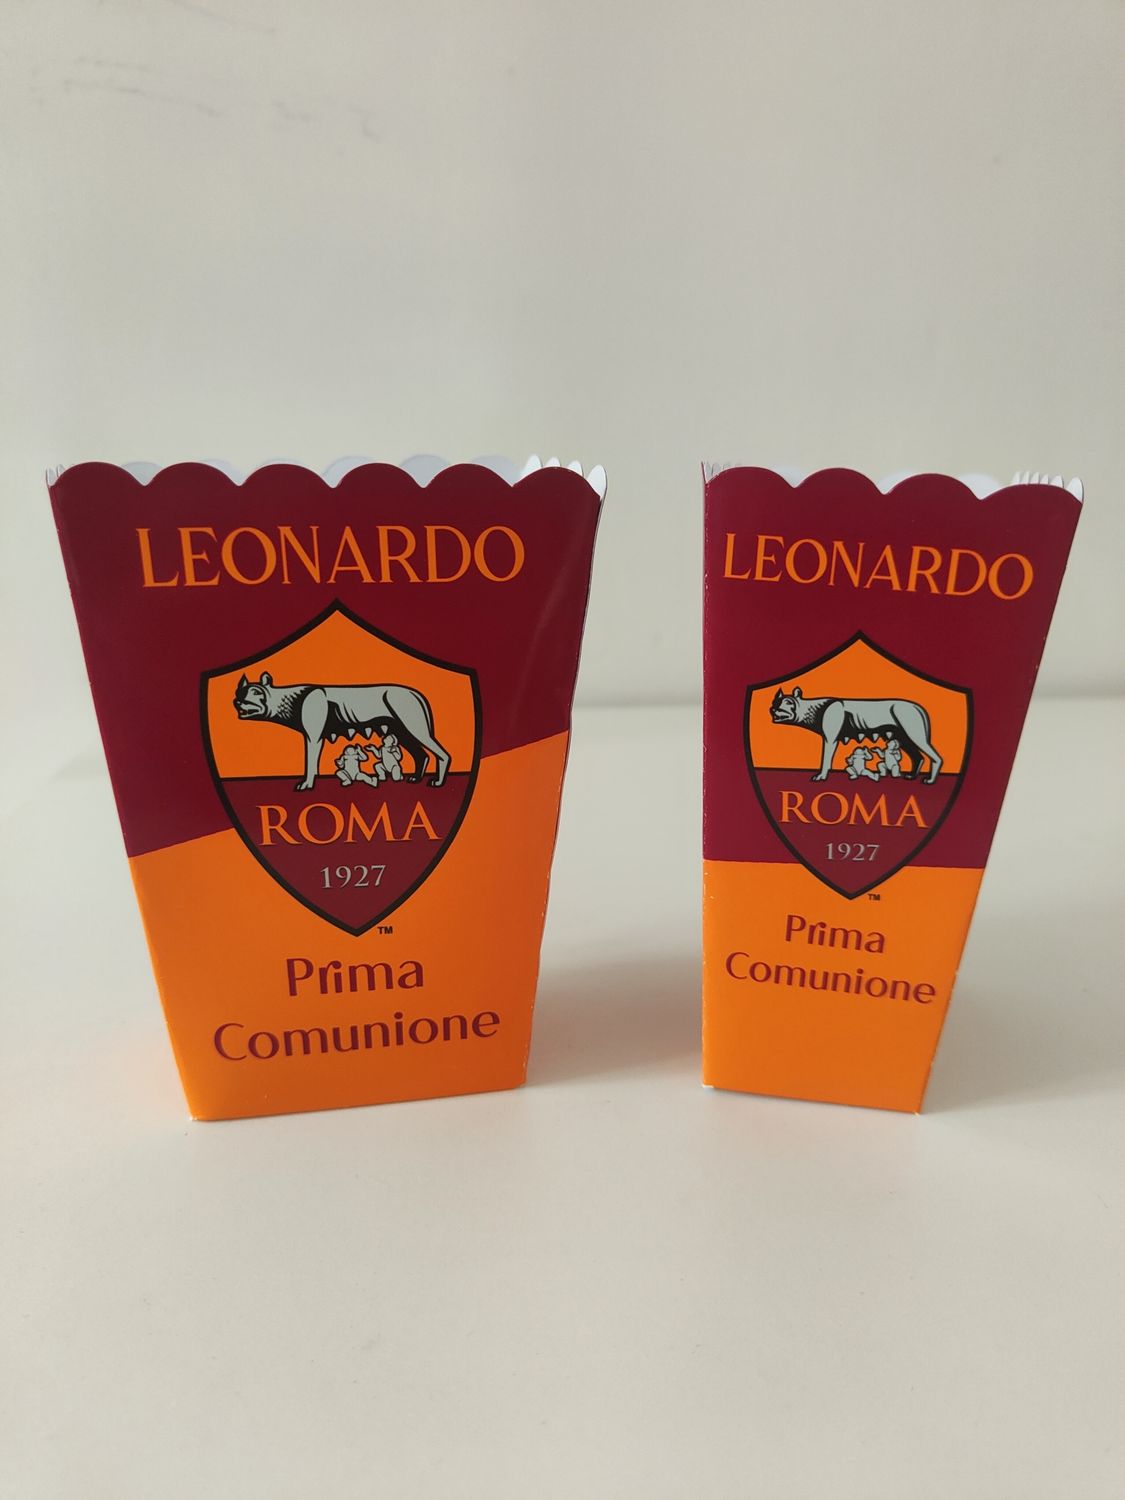 LEONARDO
ROMA
1927
TM
Prima
Comunione
LEONARDO
ROMA
1927
TM
Prima
Comunione